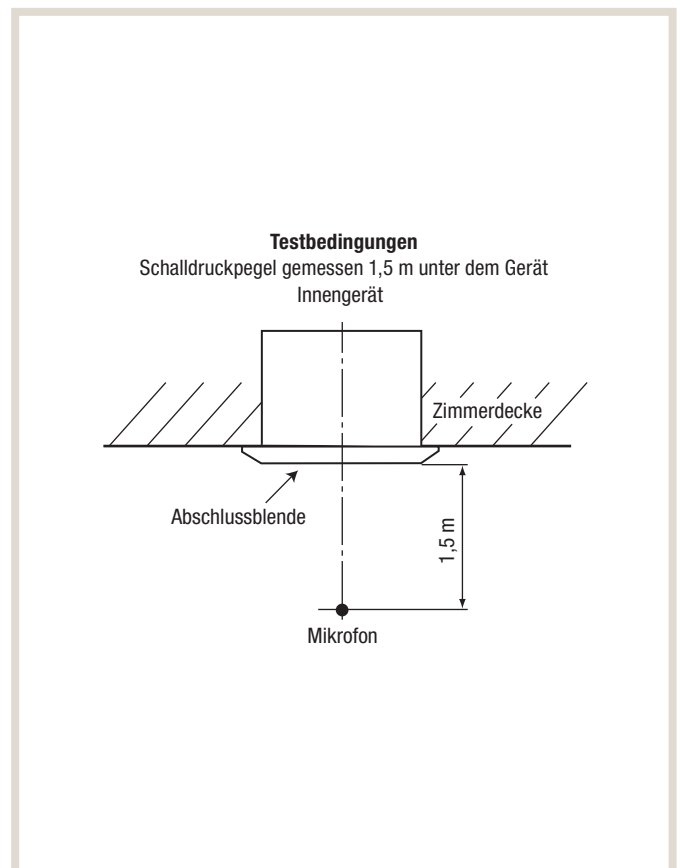 Testbedingungen
Schalldruckpegel gemessen 1,5 m unter dem Gerät
Innengerät
Zimmerdecke
Abschlussblende
1,5 m
Mikrofon